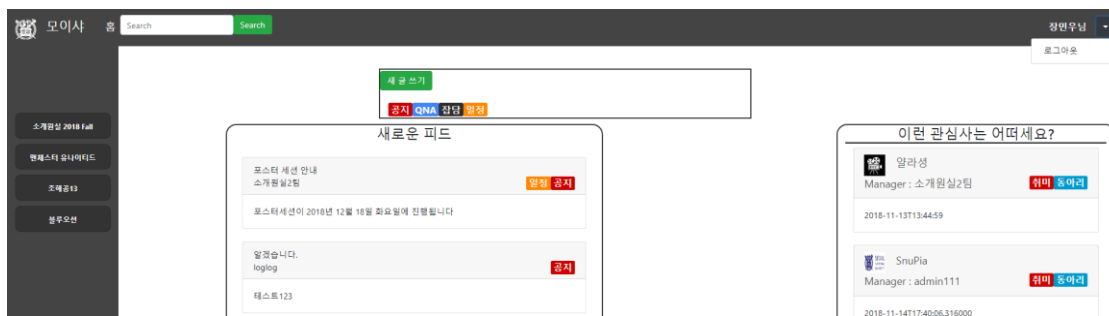 모이샤 홈 Search Search 장민우님
로그아웃
새 글 쓰기
공지 QNA 잡담 일정
소개원실 2018 Fall
맨체스터 유나이티드
조해공13
블루오션
새로운 피드
포스터 세션 안내
소개원실2팀
일정 공지
포스터세션이 2018년 12월 18일 화요일에 진행됩니다
알겠습니다.
loglog
공지
테스트123
이런 관심사는 어떠세요?
얄라셩
Manager : 소개원실2팀
취미 동아리
2018-11-13T13:44:59
SnuPia
Manager : admin111
취미 동아리
2018-11-14T17:40:06.316000